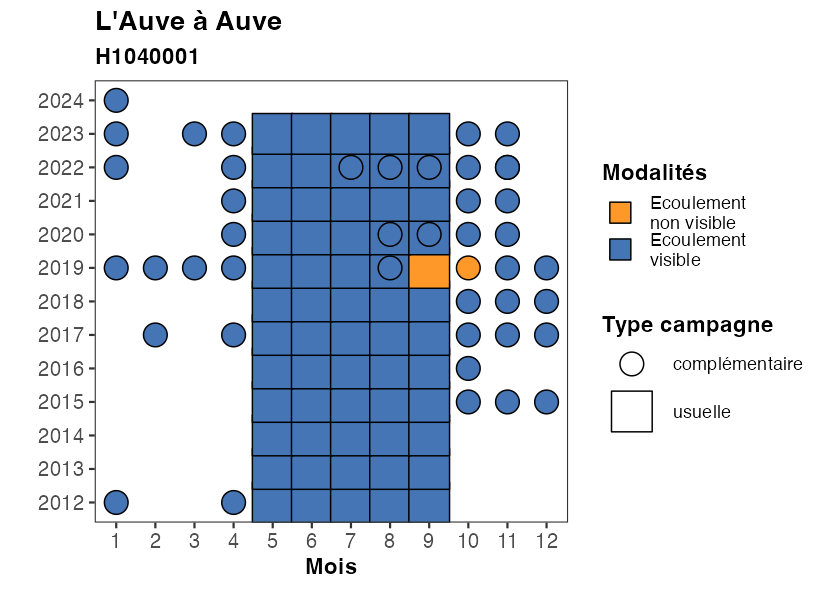 L'Auve à Auve
H1040001
2024
2023
2022
2021
2020
2019
2018
2017
2016
2015
2014
2013
2012
1 2 3 4 5 6 7 8 9 10 11 12
Mois
Modalités
Ecoulement
non visible
Ecoulement
visible
Type campagne
complémentaire
usuelle